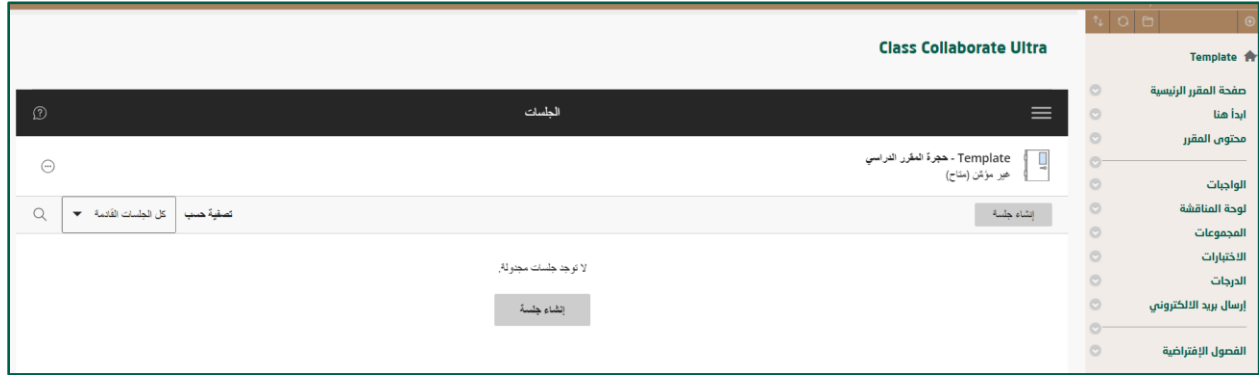 Class Collaborate Ultra
الجلسات
Template - حجرة المقرر الدراسي
غير مؤمّن (متاح)
إنشاء جلسة
تصفية حسب
كل الجلسات القادمة
لا توجد جلسات مجدولة.
إنشاء جلسة
Template
صفحة المقرر الرئيسية
ابدأ هنا
محتوى المقرر
الواجبات
لوحة المناقشة
المجموعات
الاختبارات
الدرجات
إرسال بريد الالكتروني
الفصول الإفتراضية